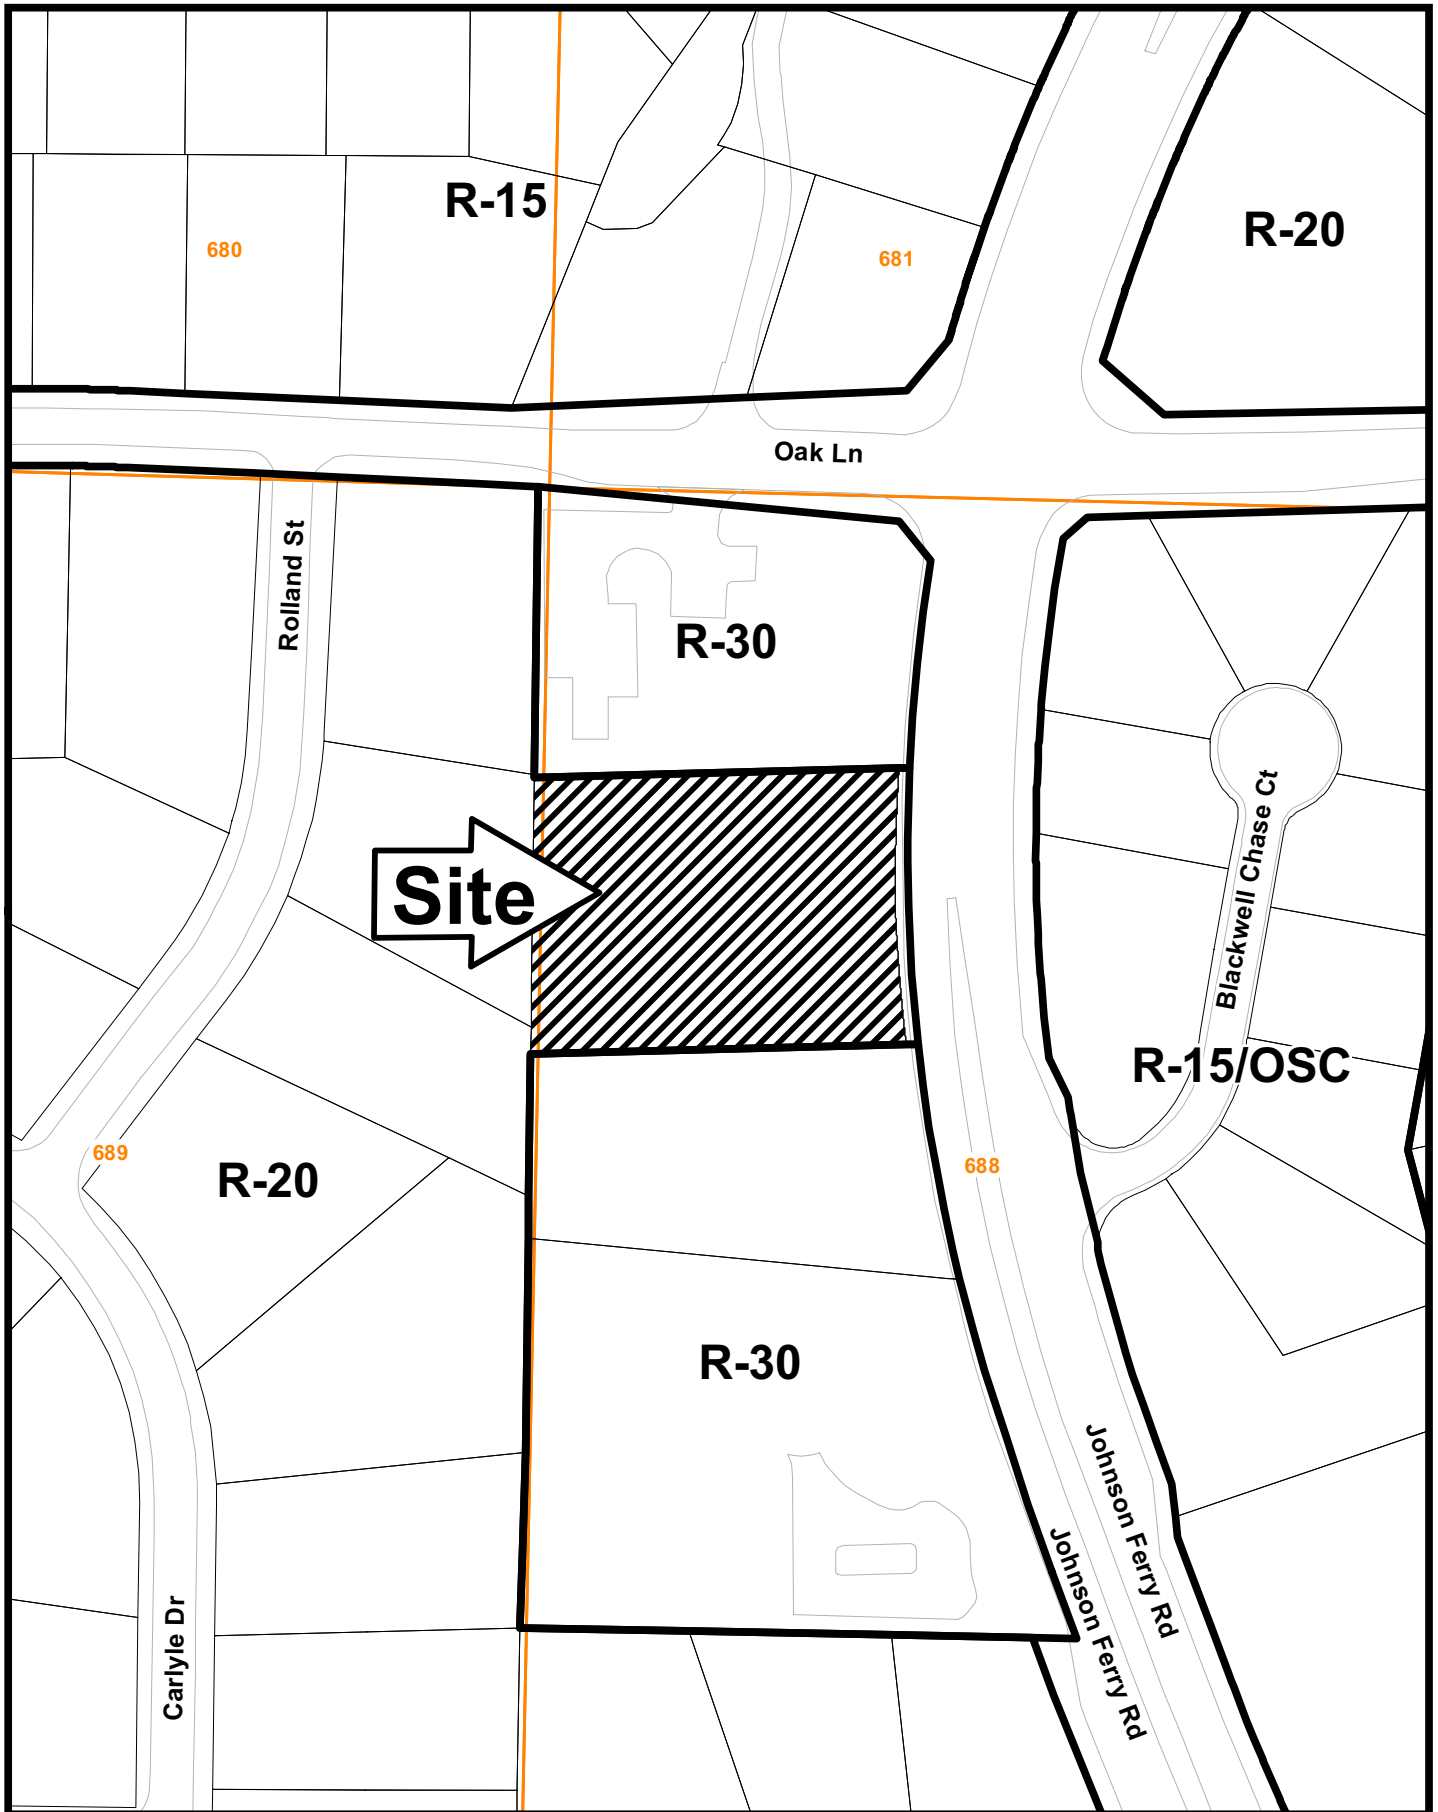 R-15
R-20
680
681
Oak Ln
Rolland St
R-30
Blackwell Chase Ct
Site
R-15/OSC
689
688
R-20
R-30
Johnson Ferry Rd
Johnson Ferry Rd
Carlyle Dr